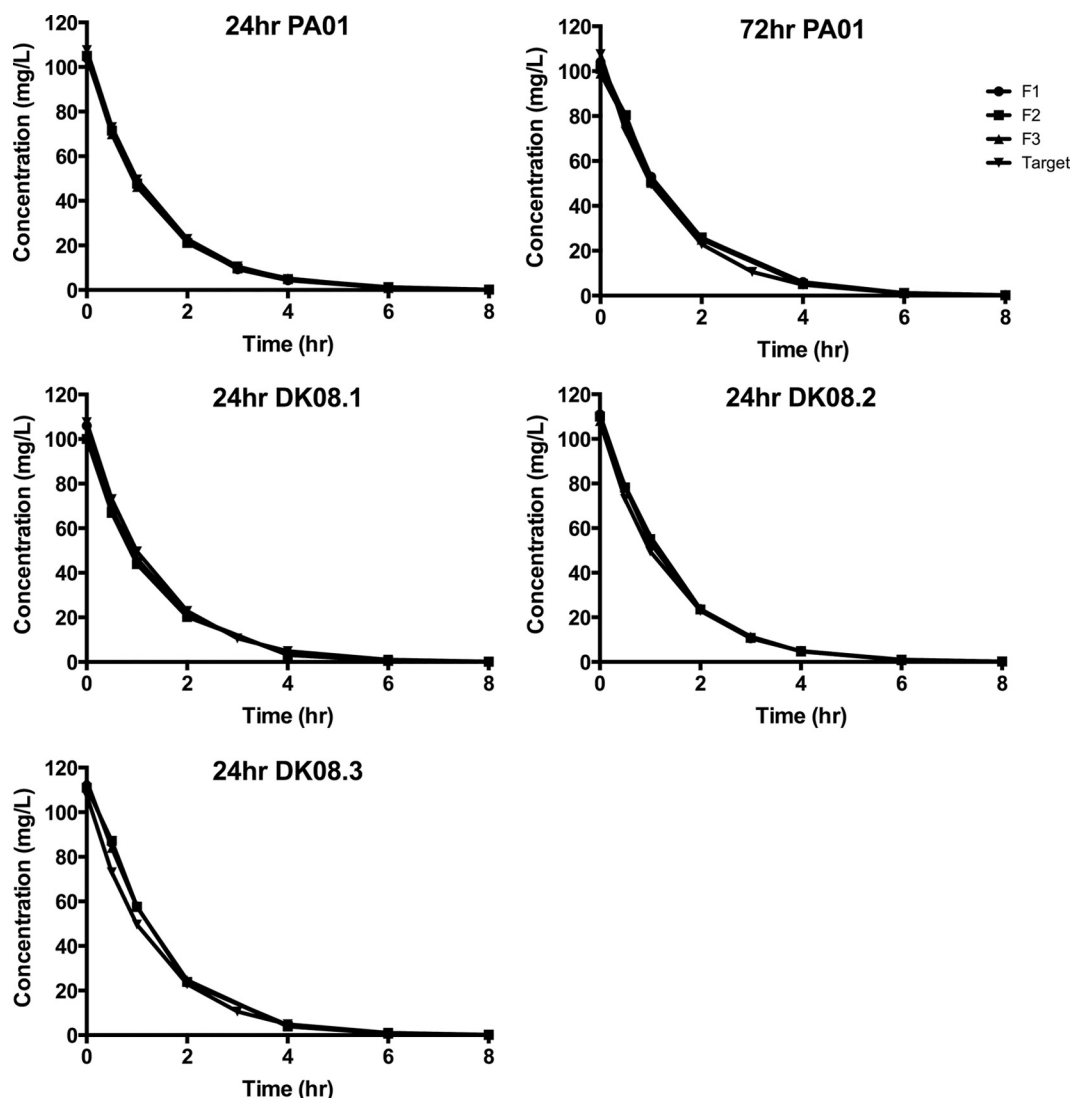 24hr PA01
120
100
80
60
40
20
0
Concentration (mg/L)
0 2 4 6 8
Time (hr)
72hr PA01
120
100
80
60
40
20
0
Concentration (mg/L)
0 2 4 6 8
Time (hr)
F1
F2
F3
Target
24hr DK08.1
120
100
80
60
40
20
0
Concentration (mg/L)
0 2 4 6 8
Time (hr)
24hr DK08.2
120
100
80
60
40
20
0
Concentration (mg/L)
0 2 4 6 8
Time (hr)
24hr DK08.3
120
100
80
60
40
20
0
Concentration (mg/L)
0 2 4 6 8
Time (hr)